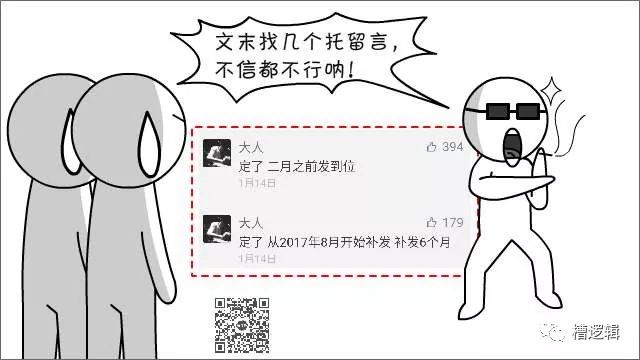 文末找几个托留言,
不信都不行呐!
大人 394
定了 二月之前发到位
1月14日
大人 179
定了 从2017年8月开始补发 补发6个月
1月14日
槽逻辑